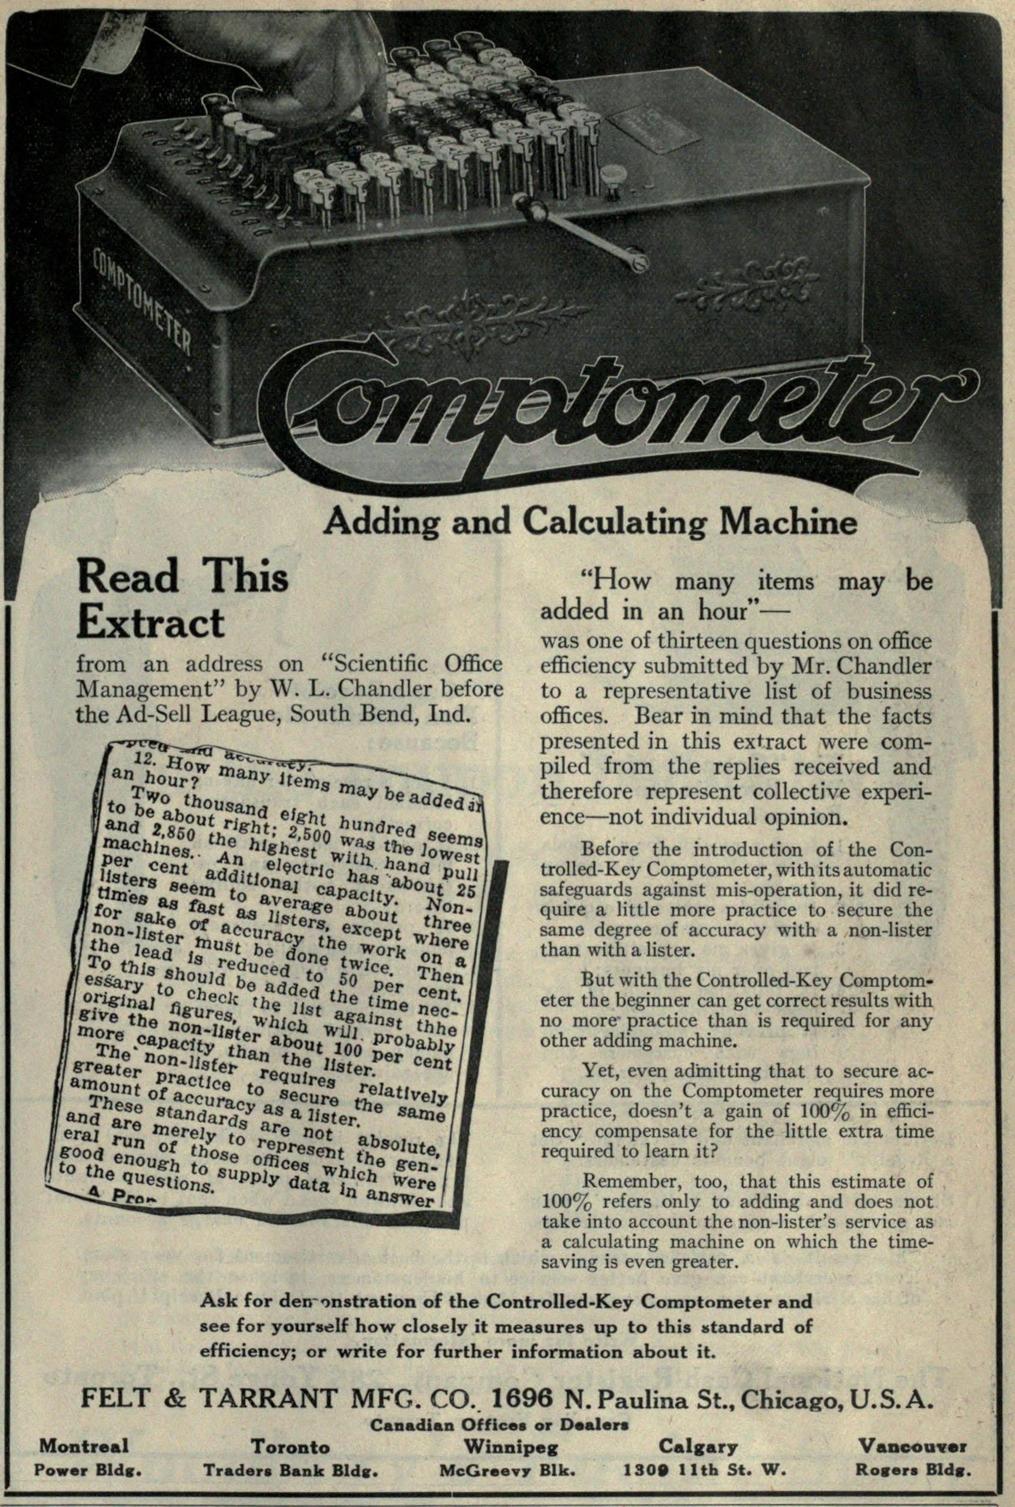 COMPTOMETER
Comptometer
Adding and Calculating Machine
Read This
Extract
from an address on “Scientific Office
Management” by W. L. Chandler before
the Ad-Sell League, South Bend, Ind.
and accuracy.
12. How many items may be added in
an hour?
Two thousand eight hundred seems
to be about right; 2,500 was the lowest
and 2,850 the highest with hand pull
machines. An electric has about 25
per cent additional capacity. Non-
listers seem to average about three
times as fast as listers, except where
for sake of accuracy the work on a
non-lister must be done twice. Then
the lead is reduced to 50 per cent.
To this should be added the time nec-
essary to check the list against thhe
original figures, which will probably
give the non-lister about 100 per cent
more capacity than the lister.
The non-lister requires relatively
greater practice to secure the same
amount of accuracy as a lister.
These standards are not absolute,
and are merely to represent the gen-
eral run of those offices which were
good enough to supply data in answer
to the questions.
A
“How many items may be
added in an hour”—
was one of thirteen questions on office
efficiency submitted by Mr. Chandler
to a representative list of business
offices. Bear in mind that the facts
presented in this extract were com-
piled from the replies received and
therefore represent collective experi-
ence—not individual opinion.
Before the introduction of the Con-
trolled-Key Comptometer, with its automatic
safeguards against mis-operation, it did re-
quire a little more practice to secure the
same degree of accuracy with a non-lister
than with a lister.
But with the Controlled-Key Comptom-
eter the beginner can get correct results with
no more practice than is required for any
other adding machine.
Yet, even admitting that to secure ac-
curacy on the Comptometer requires more
practice, doesn’t a gain of 100% in effici-
ency compensate for the little extra time
required to learn it?
Remember, too, that this estimate of
100% refers only to adding and does not
take into account the non-lister’s service as
a calculating machine on which the time-
saving is even greater.
Ask for demonstration of the Controlled-Key Comptometer and
see for yourself how closely it measures up to this standard of
efficiency; or write for further information about it.
FELT & TARRANT MFG. CO. 1696 N. Paulina St., Chicago, U.S.A.
Canadian Offices or Dealers
Montreal Toronto Winnipeg Calgary Vancouver
Power Bldg. Traders Bank Bldg. McGreevy Blk. 1309 11th St. W. Rogers Bldg.